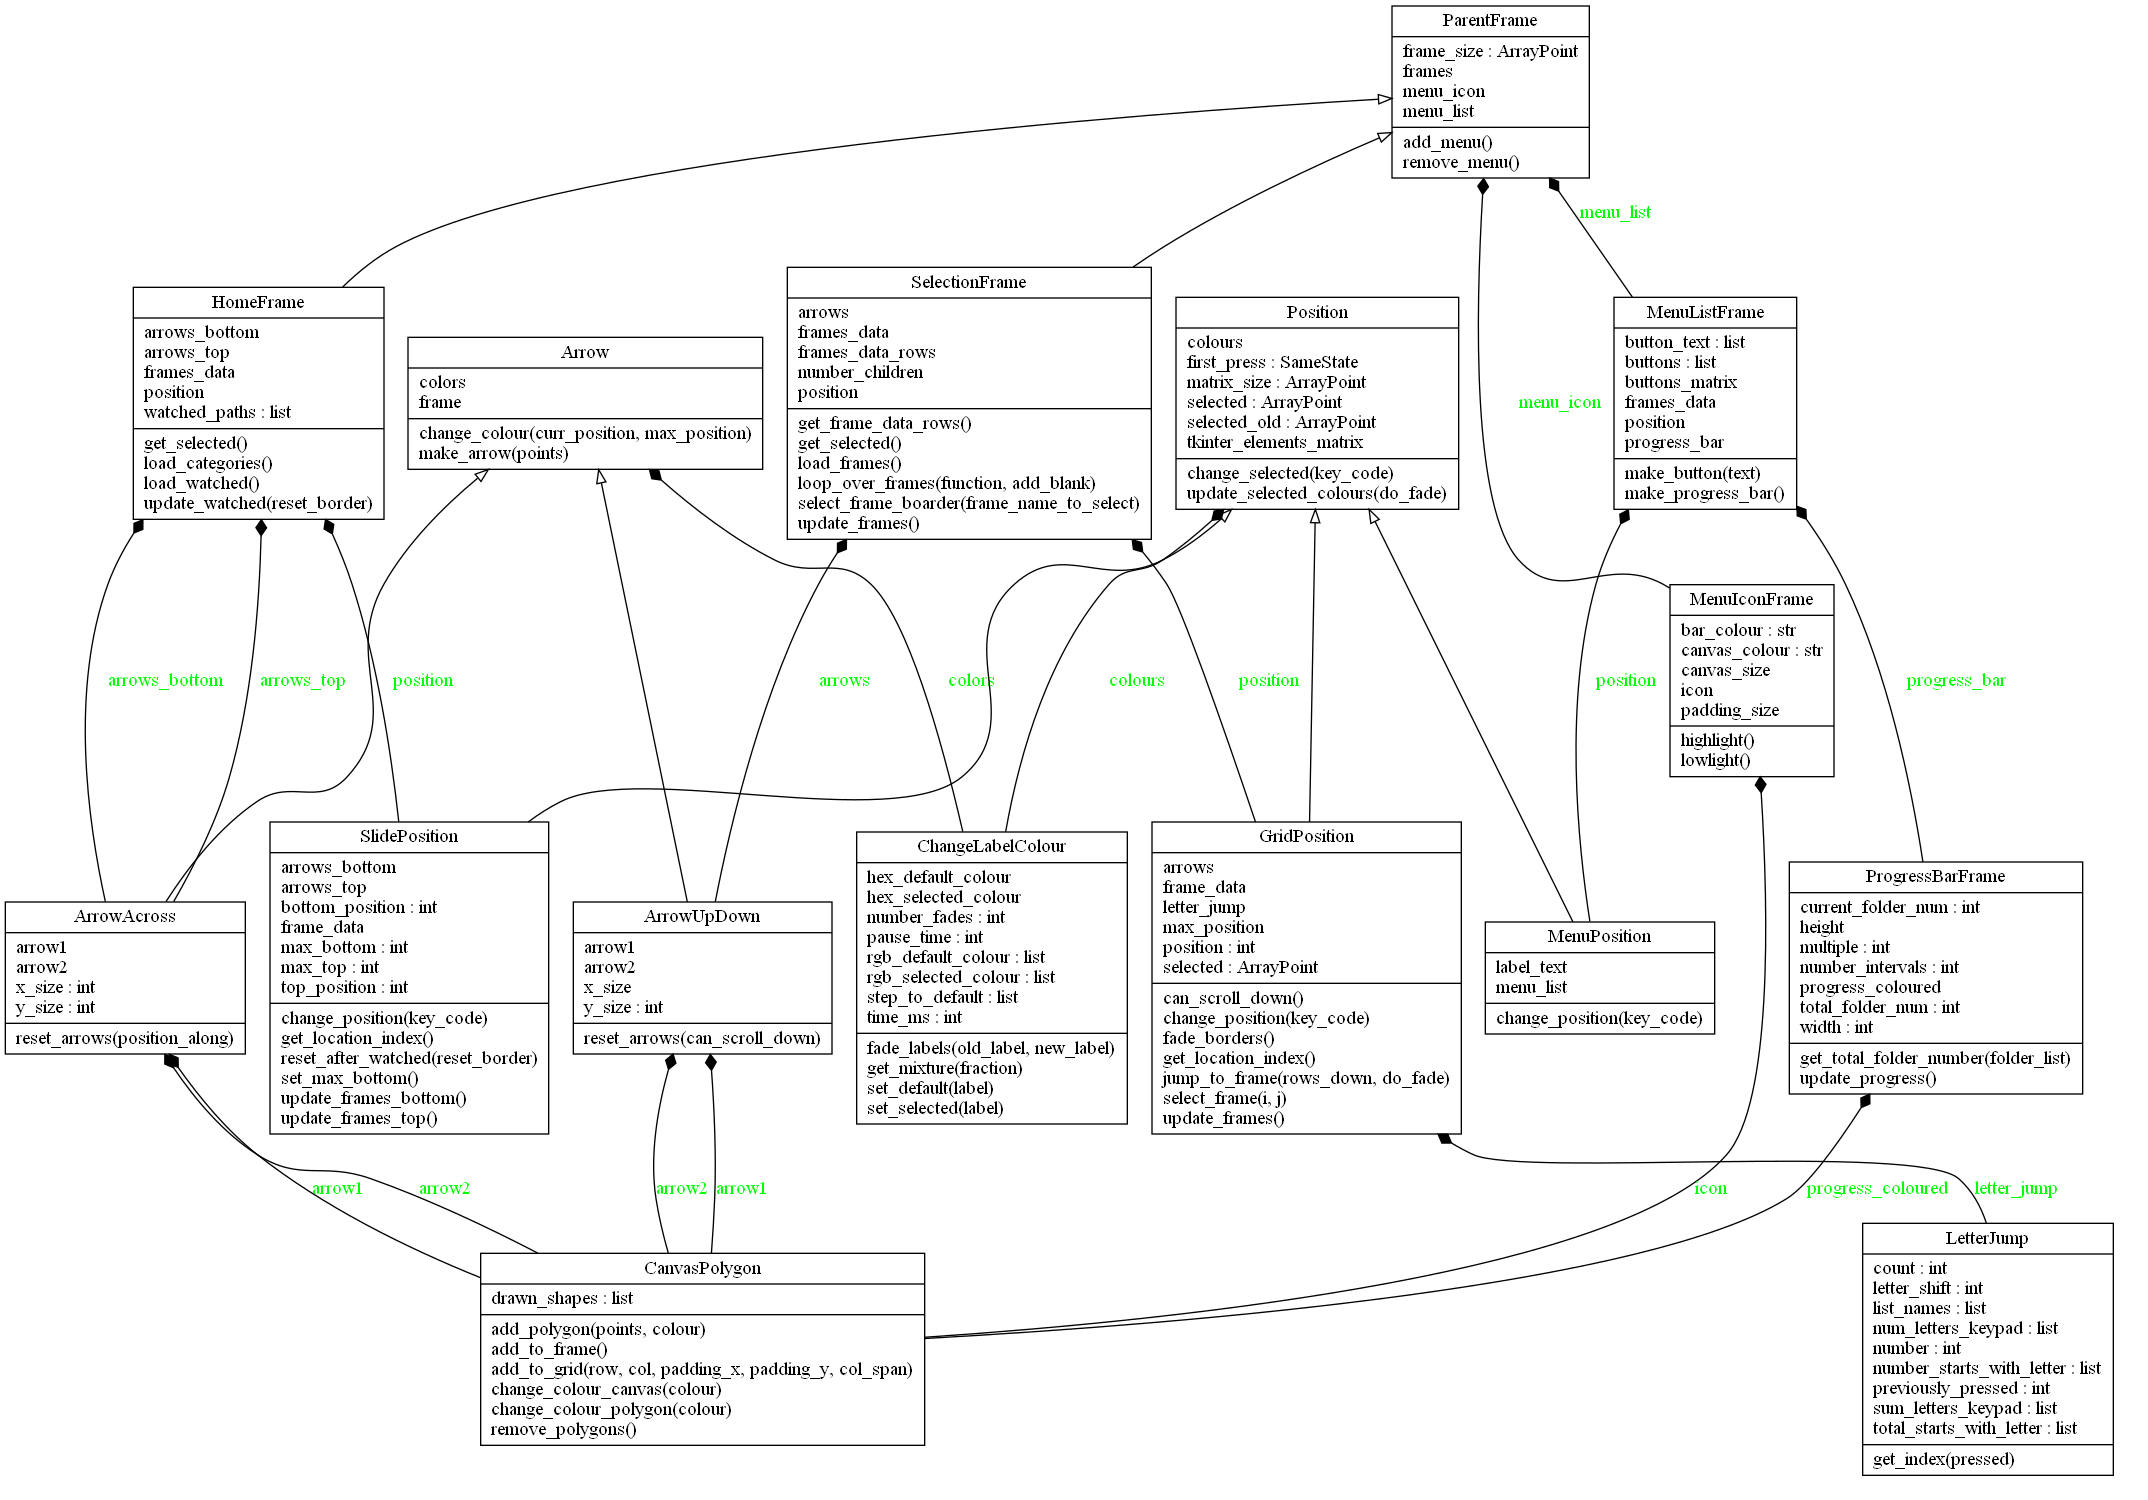 ParentFrame
frame_size : ArrayPoint
frames
menu_icon
menu_list
add_menu()
remove_menu()
menu_list
HomeFrame
arrows_bottom
arrows_top
frames_data
position
watched_paths : list
get_selected()
load_categories()
load_watched()
update_watched(reset_border)
Arrow
colors
frame
change_colour(curr_position, max_position)
make_arrow(points)
SelectionFrame
arrows
frames_data
frames_data_rows
number_children
position
get_frame_data_rows()
get_selected()
load_frames()
loop_over_frames(function, add_blank)
select_frame_boarder(frame_name_to_select)
update_frames()
Position
colours
first_press : SameState
matrix_size : ArrayPoint
selected : ArrayPoint
selected_old : ArrayPoint
tkinter_elements_matrix
change_selected(key_code)
update_selected_colours(do_fade)
menu_icon
MenuListFrame
button_text : list
buttons : list
buttons_matrix
frames_data
position
progress_bar
make_button(text)
make_progress_bar()
MenuIconFrame
bar_colour : str
canvas_colour : str
canvas_size
icon
padding_size
highlight()
lowlight()
arrows_bottom
arrows_top
position
arrows
colors
colours
position
position
progress_bar
ArrowAcross
arrow1
arrow2
x_size : int
y_size : int
reset_arrows(position_along)
SlidePosition
arrows_bottom
arrows_top
bottom_position : int
frame_data
max_bottom : int
max_top : int
top_position : int
change_position(key_code)
get_location_index()
reset_after_watched(reset_border)
set_max_bottom()
update_frames_bottom()
update_frames_top()
ArrowUpDown
arrow1
arrow2
x_size
y_size : int
reset_arrows(can_scroll_down)
ChangeLabelColour
hex_default_colour
hex_selected_colour
number_fades : int
pause_time : int
rgb_default_colour : list
rgb_selected_colour : list
step_to_default : list
time_ms : int
fade_labels(old_label, new_label)
get_mixture(fraction)
set_default(label)
set_selected(label)
GridPosition
arrows
frame_data
letter_jump
max_position
position : int
selected : ArrayPoint
can_scroll_down()
change_position(key_code)
fade_borders()
get_location_index()
jump_to_frame(rows_down, do_fade)
select_frame(i, j)
update_frames()
MenuPosition
label_text
menu_list
change_position(key_code)
ProgressBarFrame
current_folder_num : int
height
multiple : int
number_intervals : int
progress_coloured
total_folder_num : int
width : int
get_total_folder_number(folder_list)
update_progress()
arrow1
arrow2
arrow2
arrow1
icon
progress_coloured
letter_jump
CanvasPolygon
drawn_shapes : list
add_polygon(points, colour)
add_to_frame()
add_to_grid(row, col, padding_x, padding_y, col_span)
change_colour_canvas(colour)
change_colour_polygon(colour)
remove_polygons()
LetterJump
count : int
letter_shift : int
list_names : list
num_letters_keypad : list
number : int
number_starts_with_letter : list
previously_pressed : int
sum_letters_keypad : list
total_starts_with_letter : list
get_index(pressed)